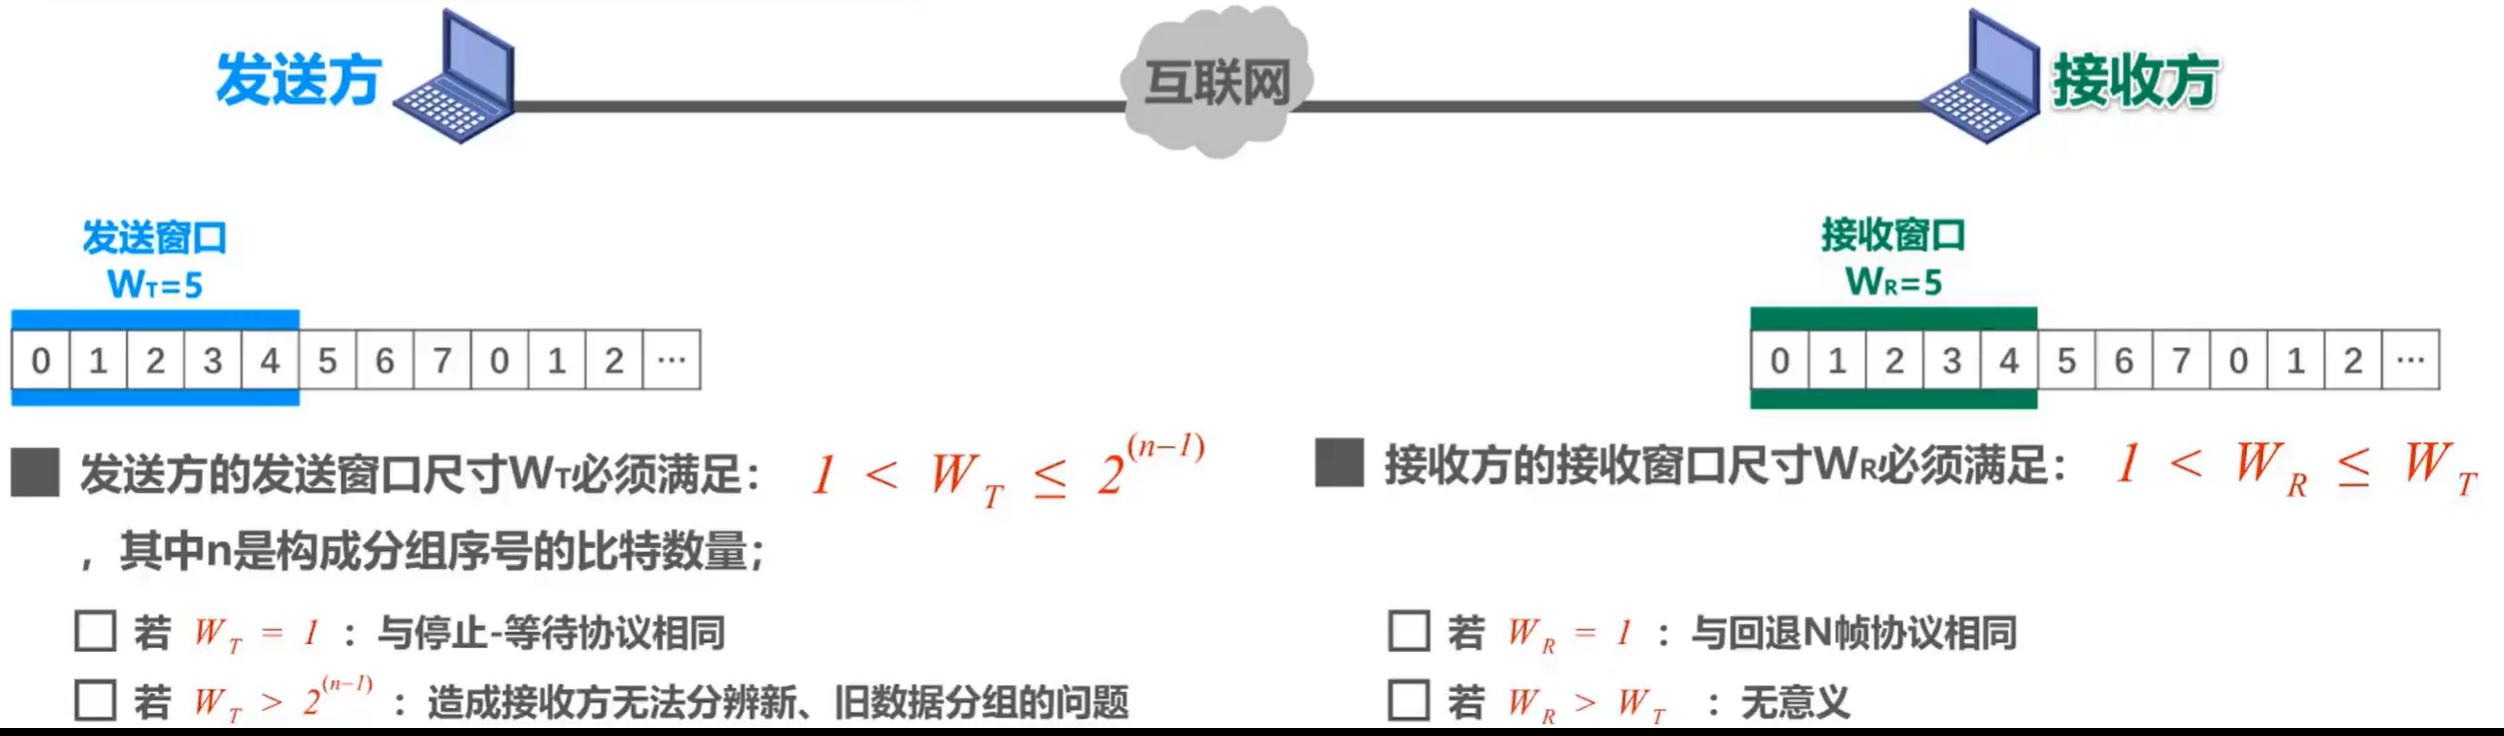 发送方
互联网
接收方
发送窗口
WT=5
0 1 2 3 4 5 6 7 0 1 2 ...
接收窗口
WR=5
0 1 2 3 4 5 6 7 0 1 2 ...
发送方的发送窗口尺寸WT必须满足： 1 < W_T ≤ 2^(n−1)
，其中n是构成分组序号的比特数量；
若 W_T = 1 ：与停止-等待协议相同
若 W_T > 2^(n−1) ：造成接收方无法分辨新、旧数据分组的问题
接收方的接收窗口尺寸WR必须满足： 1 < W_R ≤ W_T
若 W_R = 1 ：与回退N帧协议相同
若 W_R > W_T ：无意义